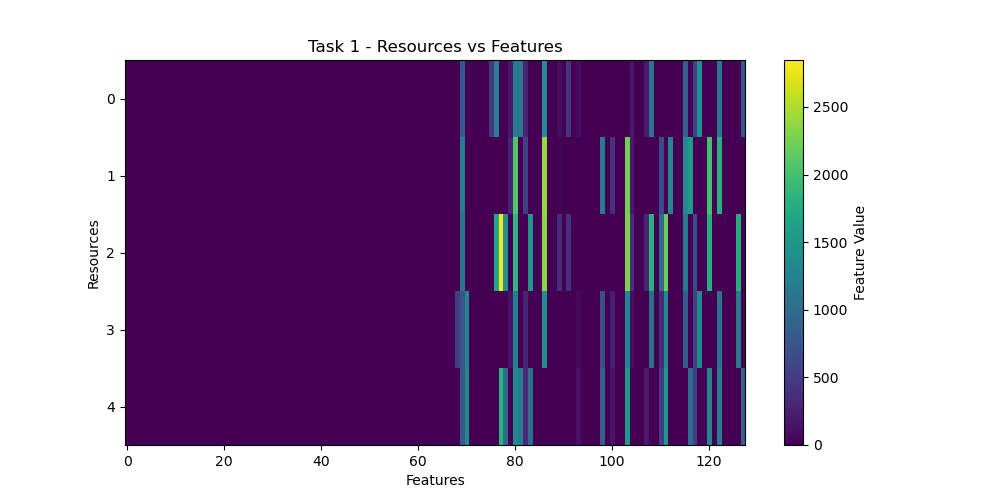 Task 1 - Resources vs Features
0
1
2
3
4
Resources
0 20 40 60 80 100 120
Features
2500
2000
1500
1000
500
0
Feature Value